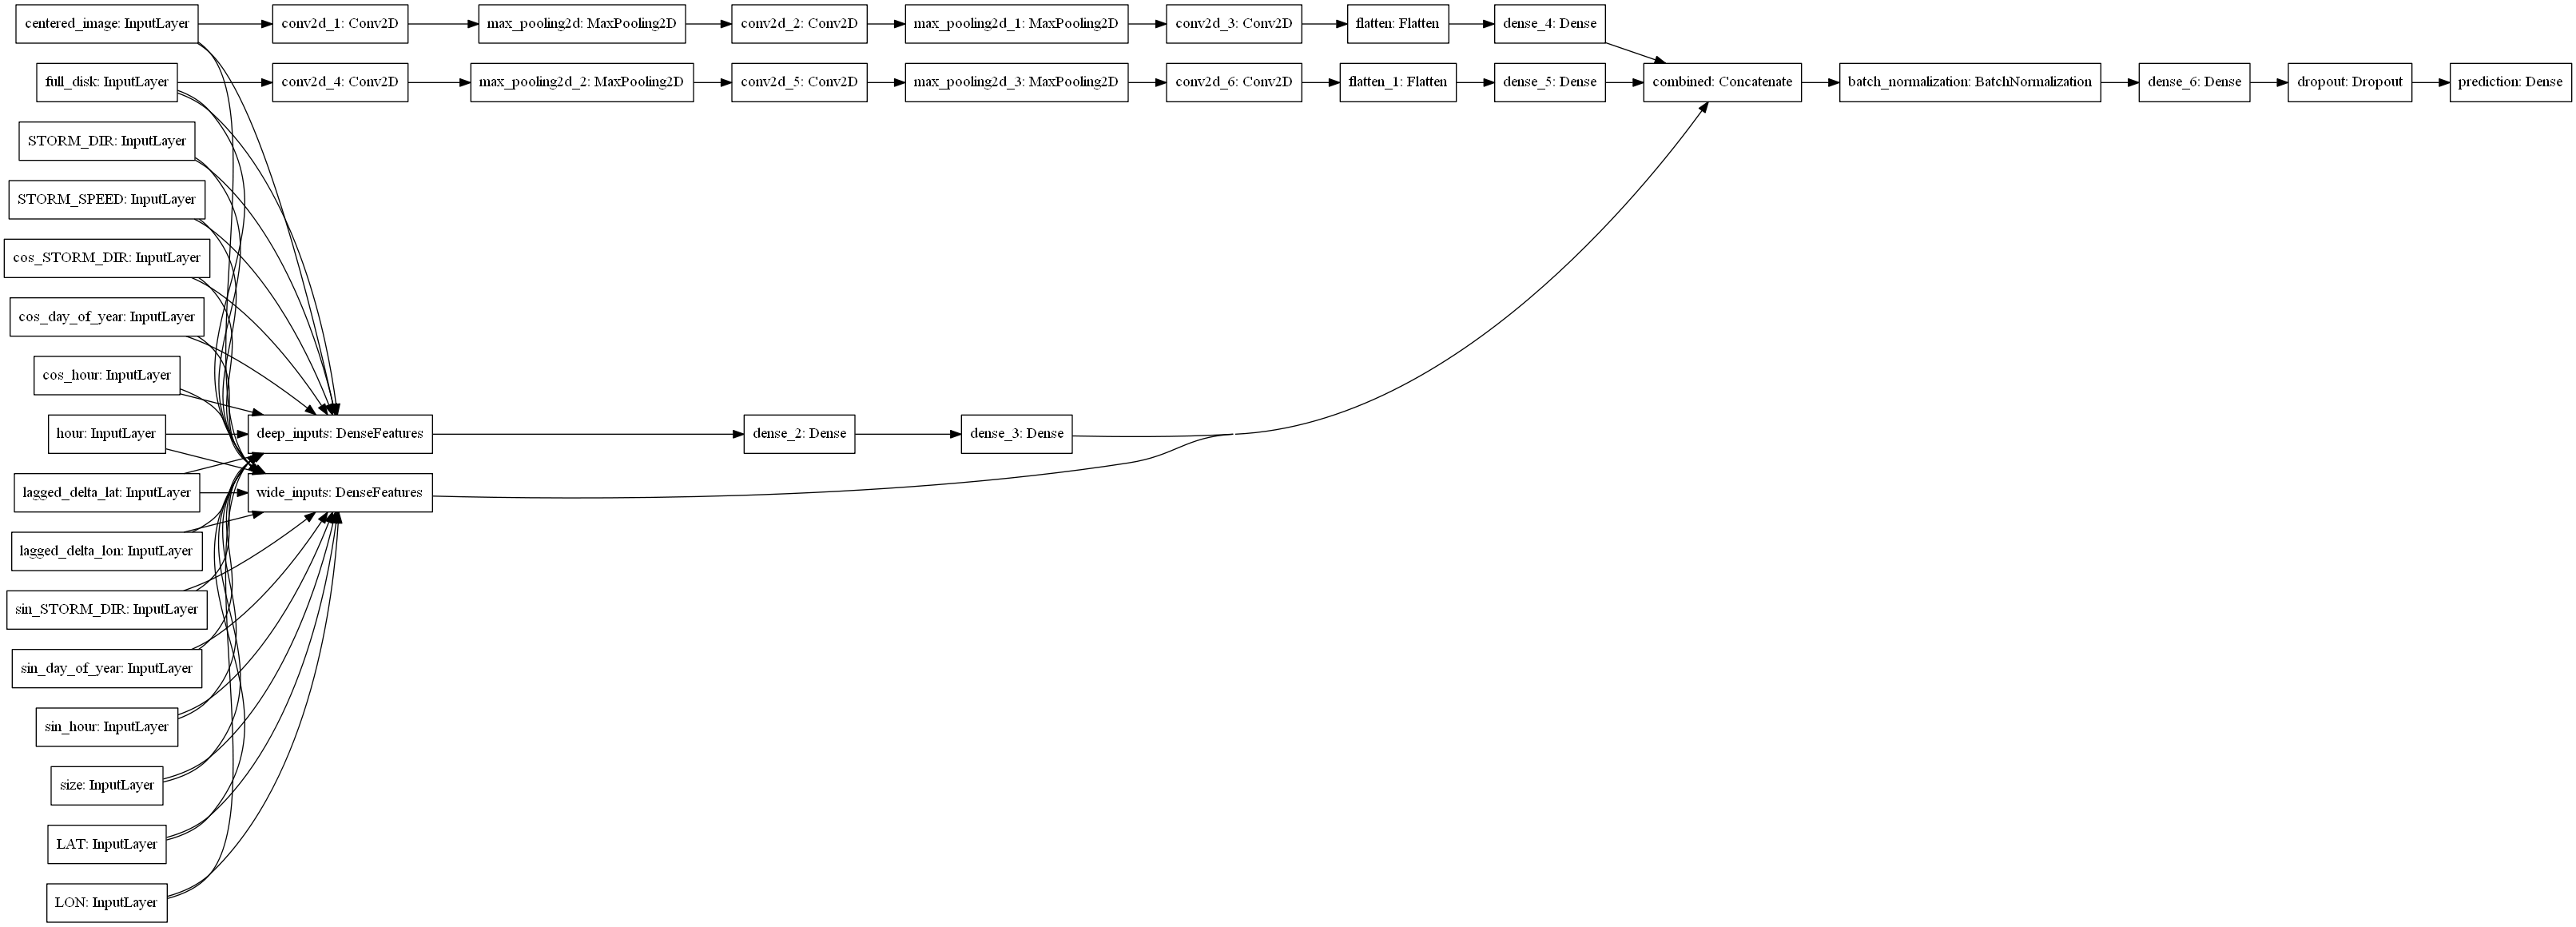 centered_image: InputLayer
conv2d_1: Conv2D
max_pooling2d: MaxPooling2D
conv2d_2: Conv2D
max_pooling2d_1: MaxPooling2D
conv2d_3: Conv2D
flatten: Flatten
dense_4: Dense
full_disk: InputLayer
conv2d_4: Conv2D
max_pooling2d_2: MaxPooling2D
conv2d_5: Conv2D
max_pooling2d_3: MaxPooling2D
conv2d_6: Conv2D
flatten_1: Flatten
dense_5: Dense
combined: Concatenate
batch_normalization: BatchNormalization
dense_6: Dense
dropout: Dropout
prediction: Dense
STORM_DIR: InputLayer
STORM_SPEED: InputLayer
cos_STORM_DIR: InputLayer
cos_day_of_year: InputLayer
cos_hour: InputLayer
hour: InputLayer
deep_inputs: DenseFeatures
dense_2: Dense
dense_3: Dense
lagged_delta_lat: InputLayer
wide_inputs: DenseFeatures
lagged_delta_lon: InputLayer
sin_STORM_DIR: InputLayer
sin_day_of_year: InputLayer
sin_hour: InputLayer
size: InputLayer
LAT: InputLayer
LON: InputLayer